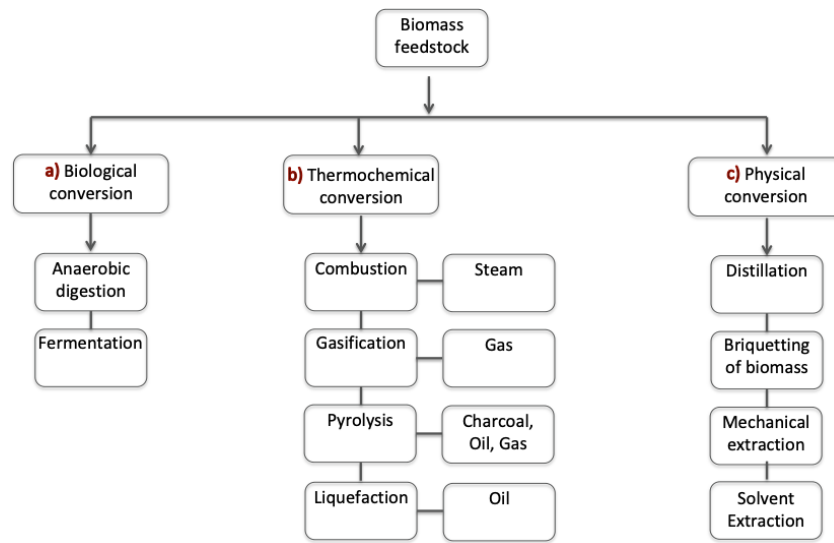 Biomass
feedstock
a) Biological
conversion
b) Thermochemical
conversion
c) Physical
conversion
Anaerobic
digestion
Fermentation
Combustion
Steam
Gasification
Gas
Pyrolysis
Charcoal,
Oil, Gas
Liquefaction
Oil
Distillation
Briquetting
of biomass
Mechanical
extraction
Solvent
Extraction